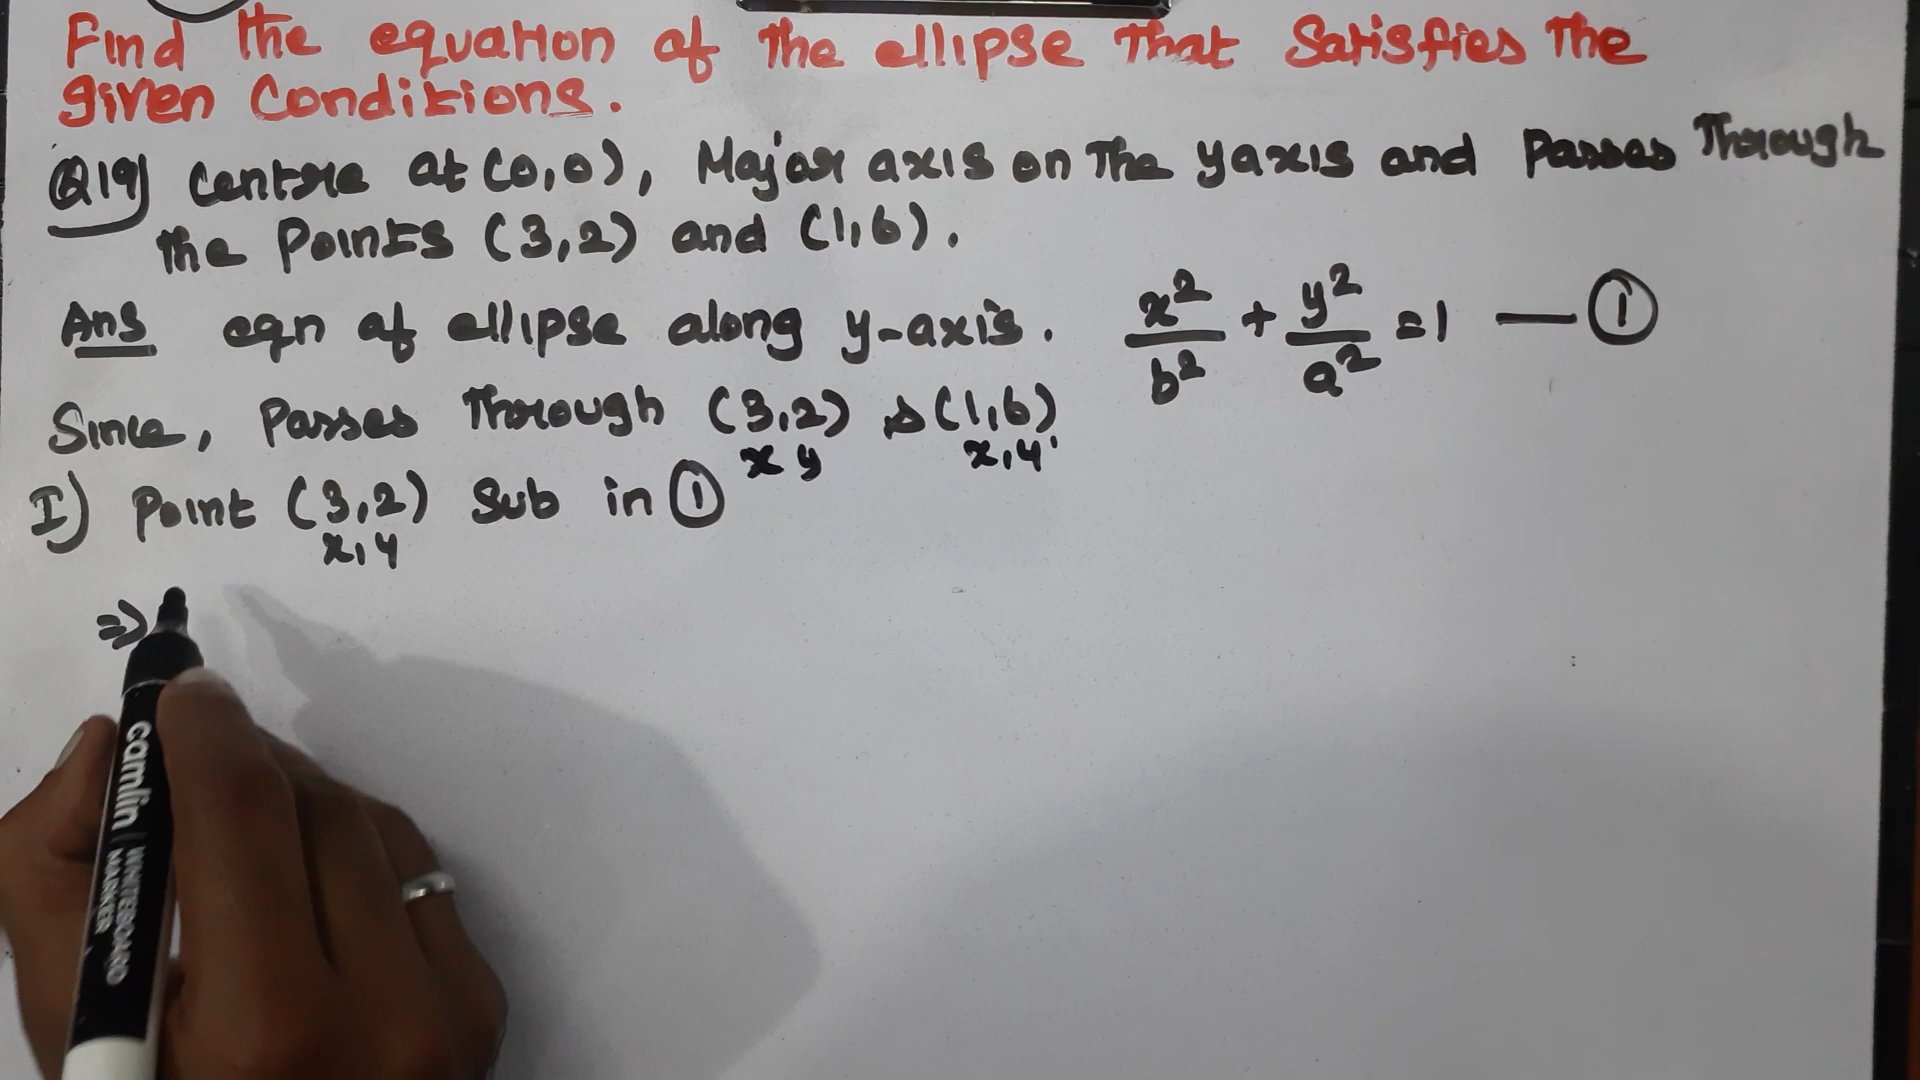 Find the equation of the ellipse That Satisfies The
given Conditions.
Q19) Centre at (0,0), Major axis on The y axis and Passes Through
the Points (3,2) and (1,6).
Ans eqn of ellipse along y-axis. x²/b² + y²/a² = 1 — ①
Since, Passes Through (3,2) & (1,6)
x y x,y
I) Point (3,2) Sub in ①
x,y
⇒
camlin WHITEBOARD MARKER